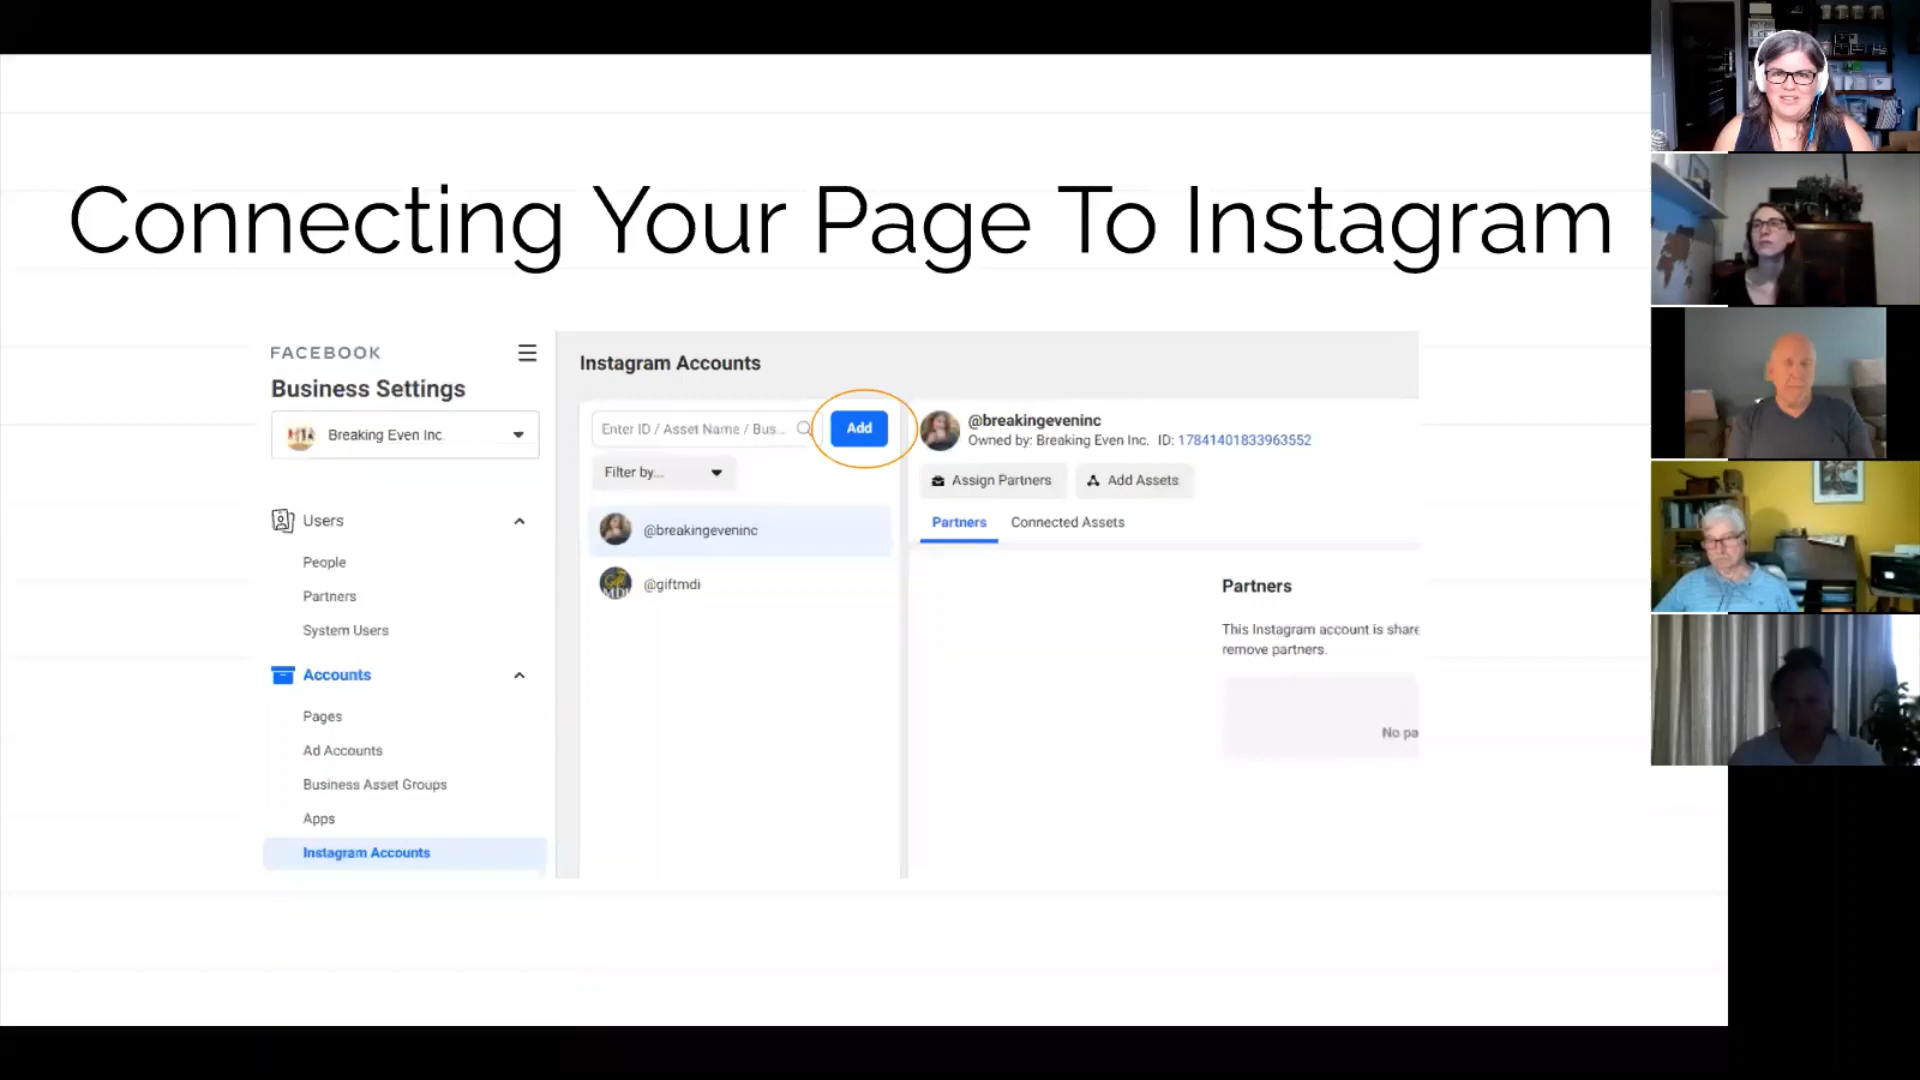 Connecting Your Page To Instagram
FACEBOOK
Business Settings
Breaking Even Inc.
Users
People
Partners
System Users
Accounts
Pages
Ad Accounts
Business Asset Groups
Apps
Instagram Accounts
Instagram Accounts
Enter ID / Asset Name / Bus...
Add
Filter by...
@breakingeveninc
Gift MDI
@giftmdi
@breakingeveninc
Owned by: Breaking Even Inc. ID: 17841401833963552
Assign Partners
Add Assets
Partners
Connected Assets
Partners
This Instagram account is share
remove partners.
No pa